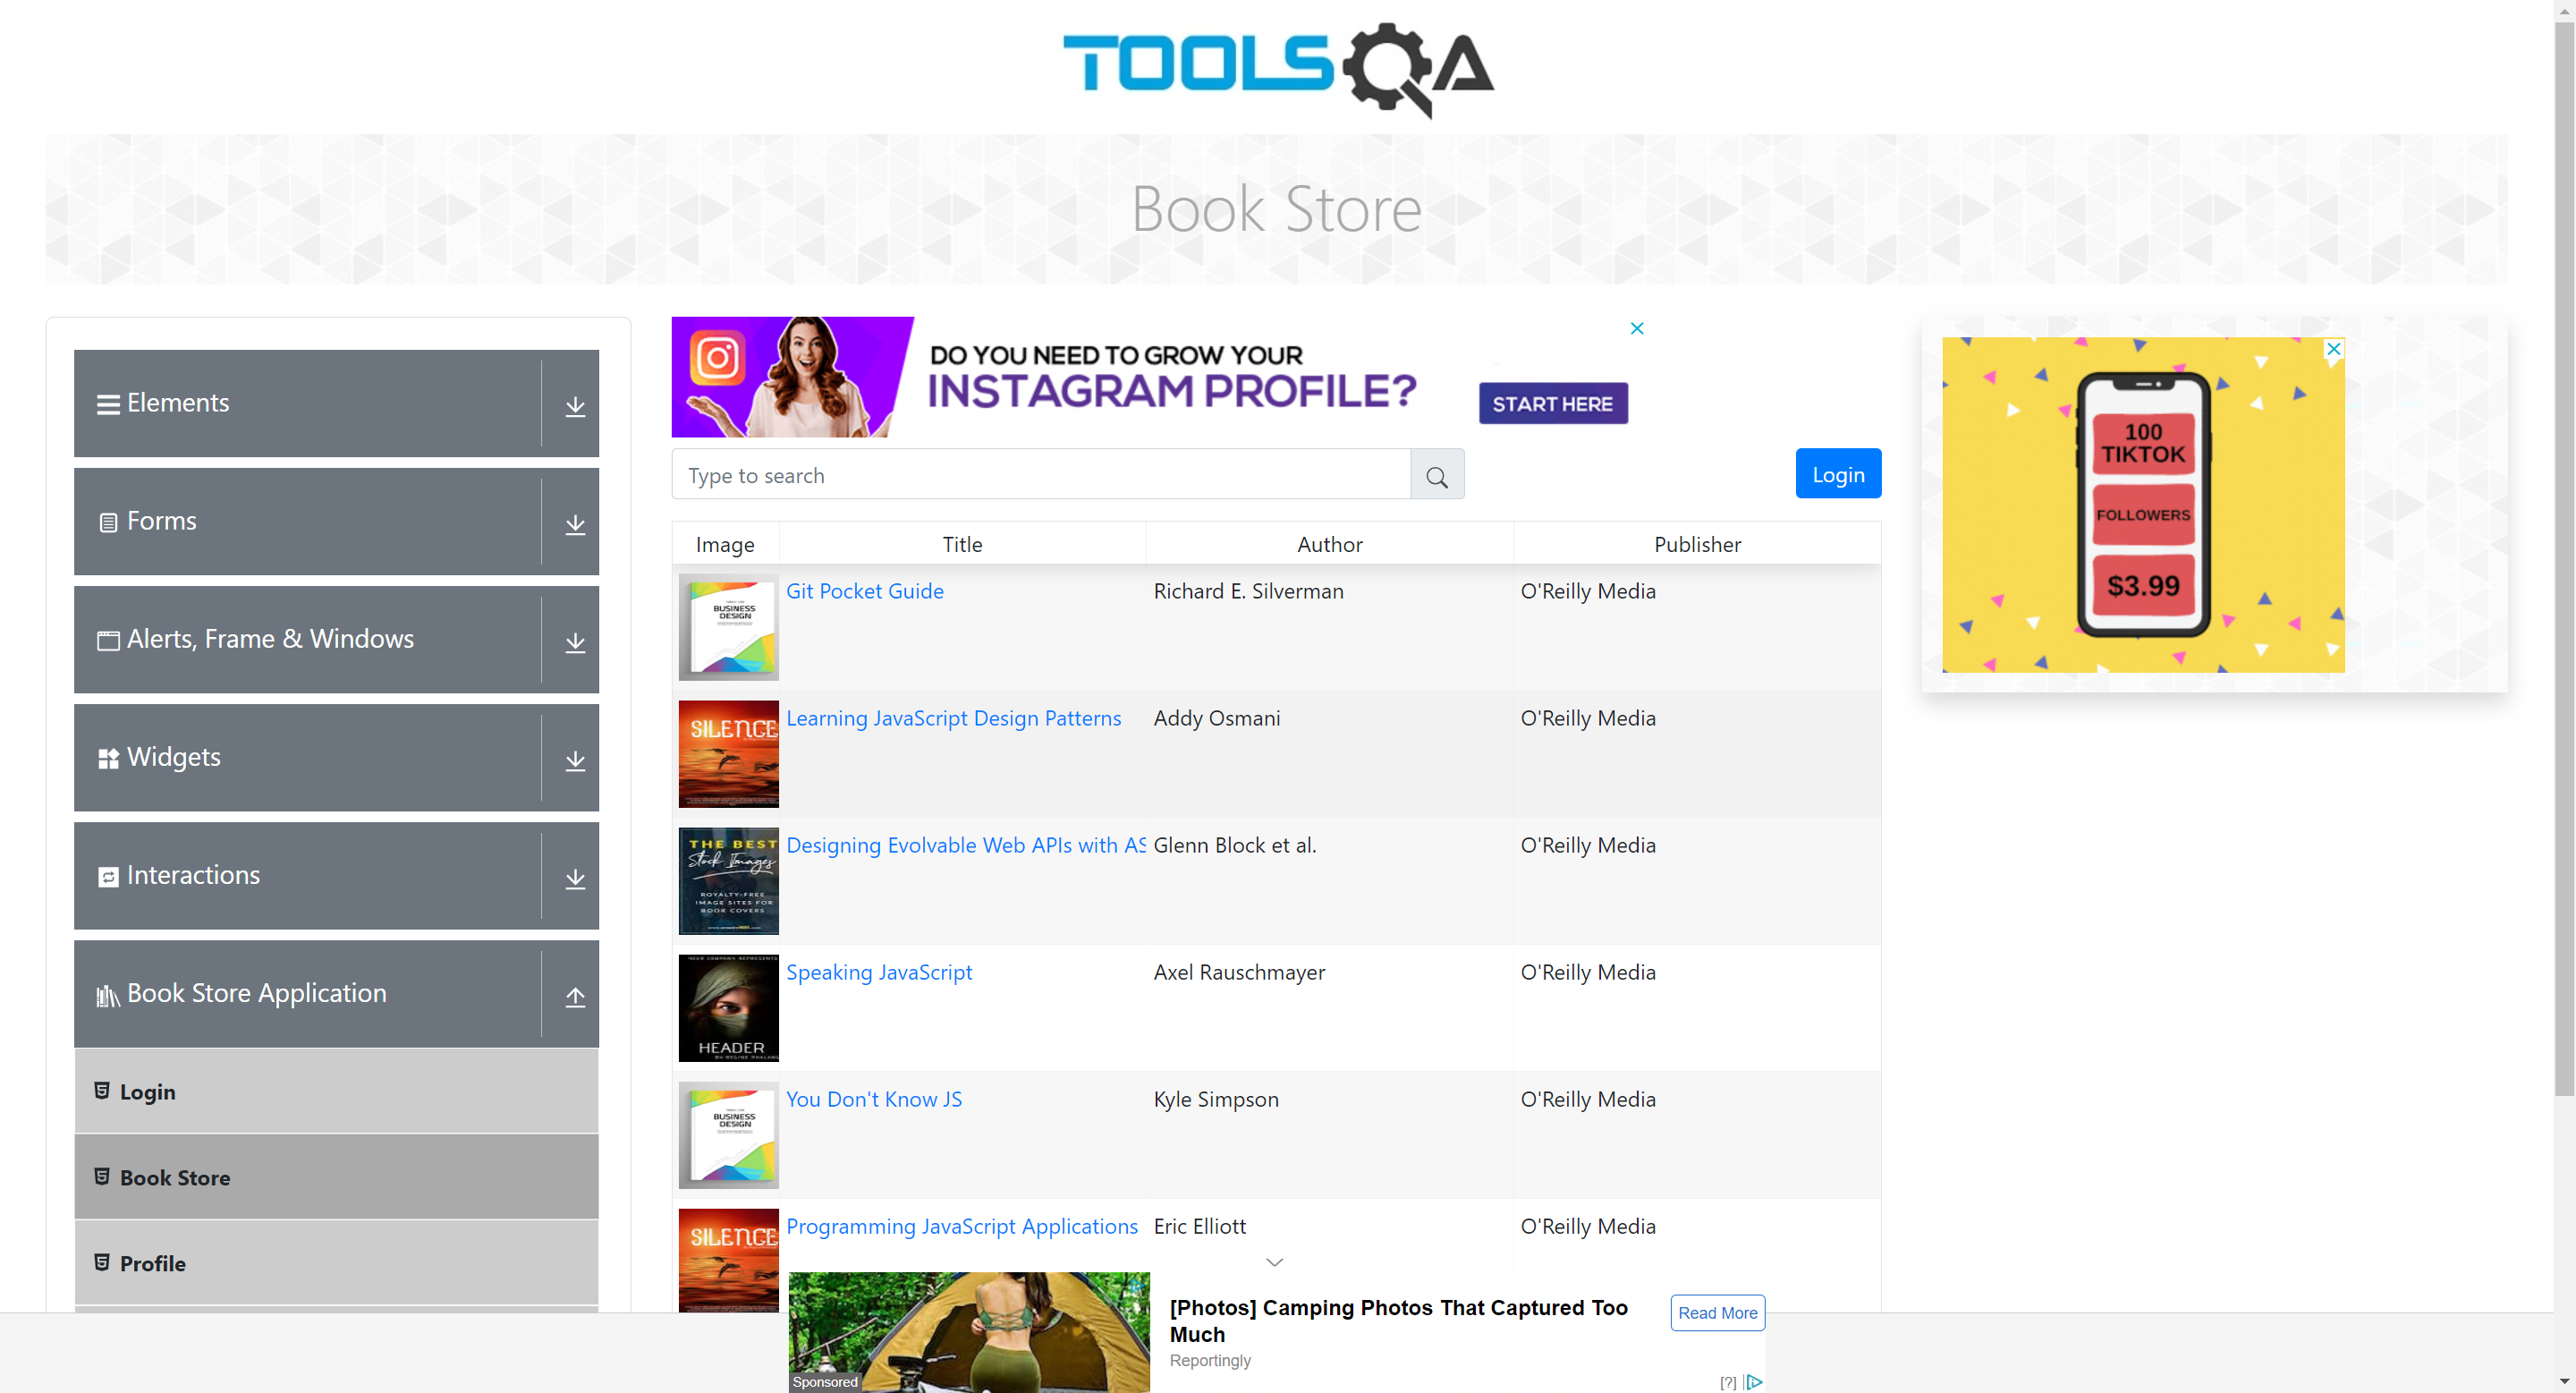 TOOLSQA
Book Store
Elements
Forms
Alerts, Frame & Windows
Widgets
Interactions
Book Store Application
Login
Book Store
Profile
DO YOU NEED TO GROW YOUR
INSTAGRAM PROFILE?
START HERE
Type to search
Login
Image Title Author Publisher
BUSINESS
DESIGN
Git Pocket Guide Richard E. Silverman O'Reilly Media
SILENCE
Learning JavaScript Design Patterns Addy Osmani O'Reilly Media
THE BEST
Stock Images
ROYALTY-FREE
IMAGE SITES FOR
BOOK COVERS
Designing Evolvable Web APIs with AS Glenn Block et al. O'Reilly Media
YOUR COMPANY REPRESENTS
HEADER
Speaking JavaScript Axel Rauschmayer O'Reilly Media
BUSINESS
DESIGN
You Don't Know JS Kyle Simpson O'Reilly Media
SILENCE
Programming JavaScript Applications Eric Elliott O'Reilly Media
[Photos] Camping Photos That Captured Too
Much
Reportingly
Read More
Sponsored
[?]
100
TIKTOK
FOLLOWERS
$3.99